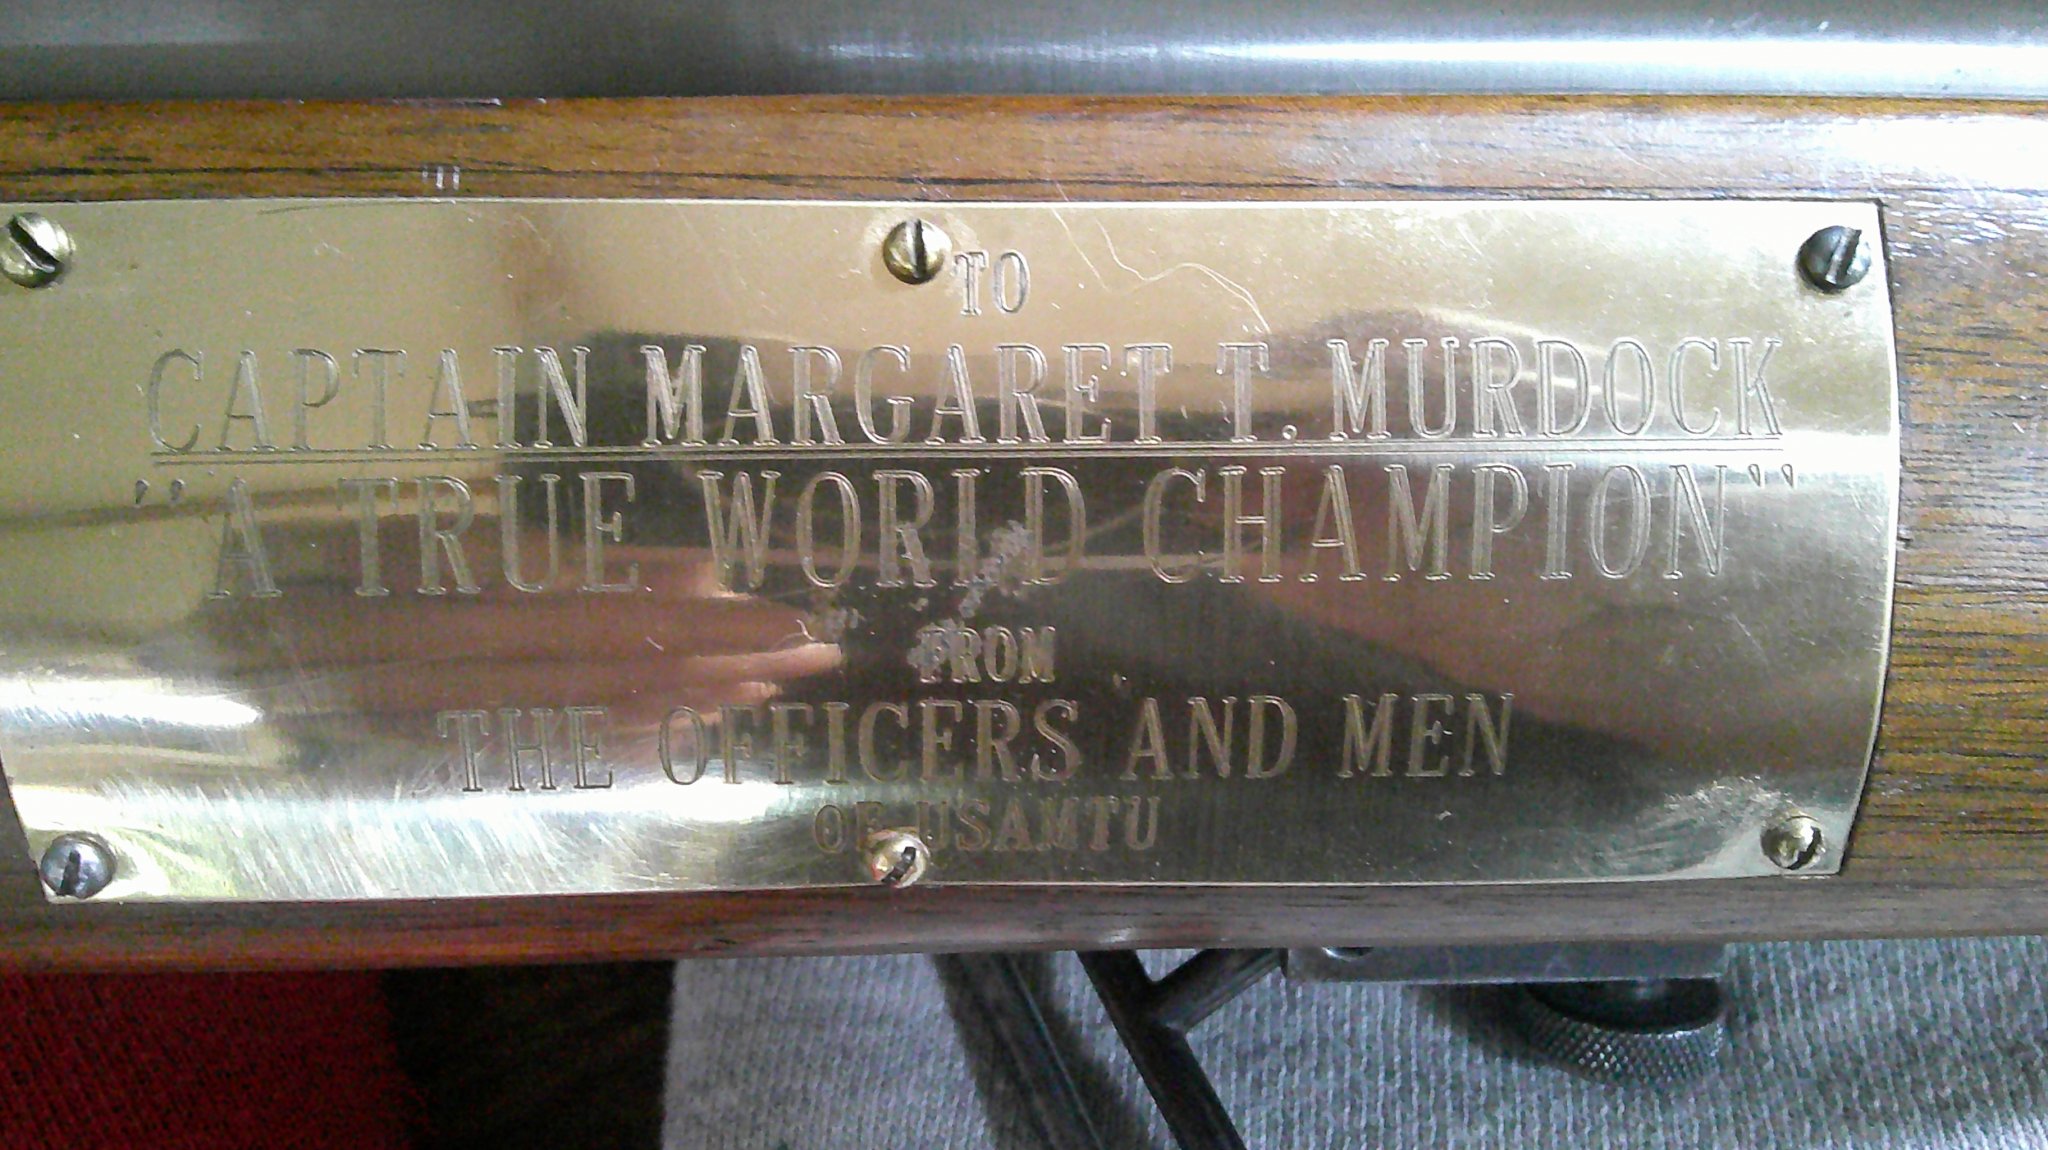 TO
CAPTAIN MARGARET T. MURDOCK
"A TRUE WORLD CHAMPION"
FROM
THE OFFICERS AND MEN
OF USAMTU